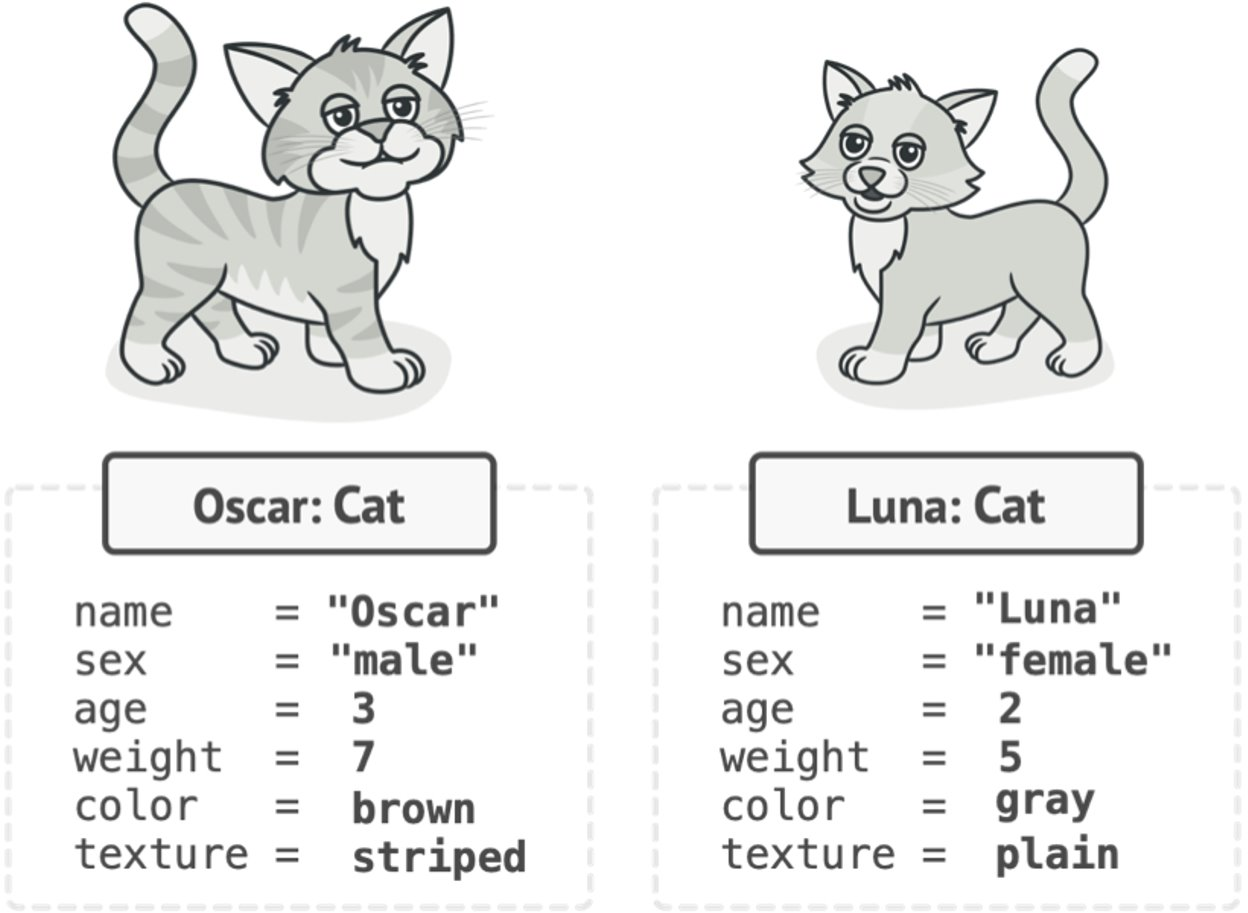 Oscar: Cat
name = "Oscar"
sex = "male"
age = 3
weight = 7
color = brown
texture = striped
Luna: Cat
name = "Luna"
sex = "female"
age = 2
weight = 5
color = gray
texture = plain